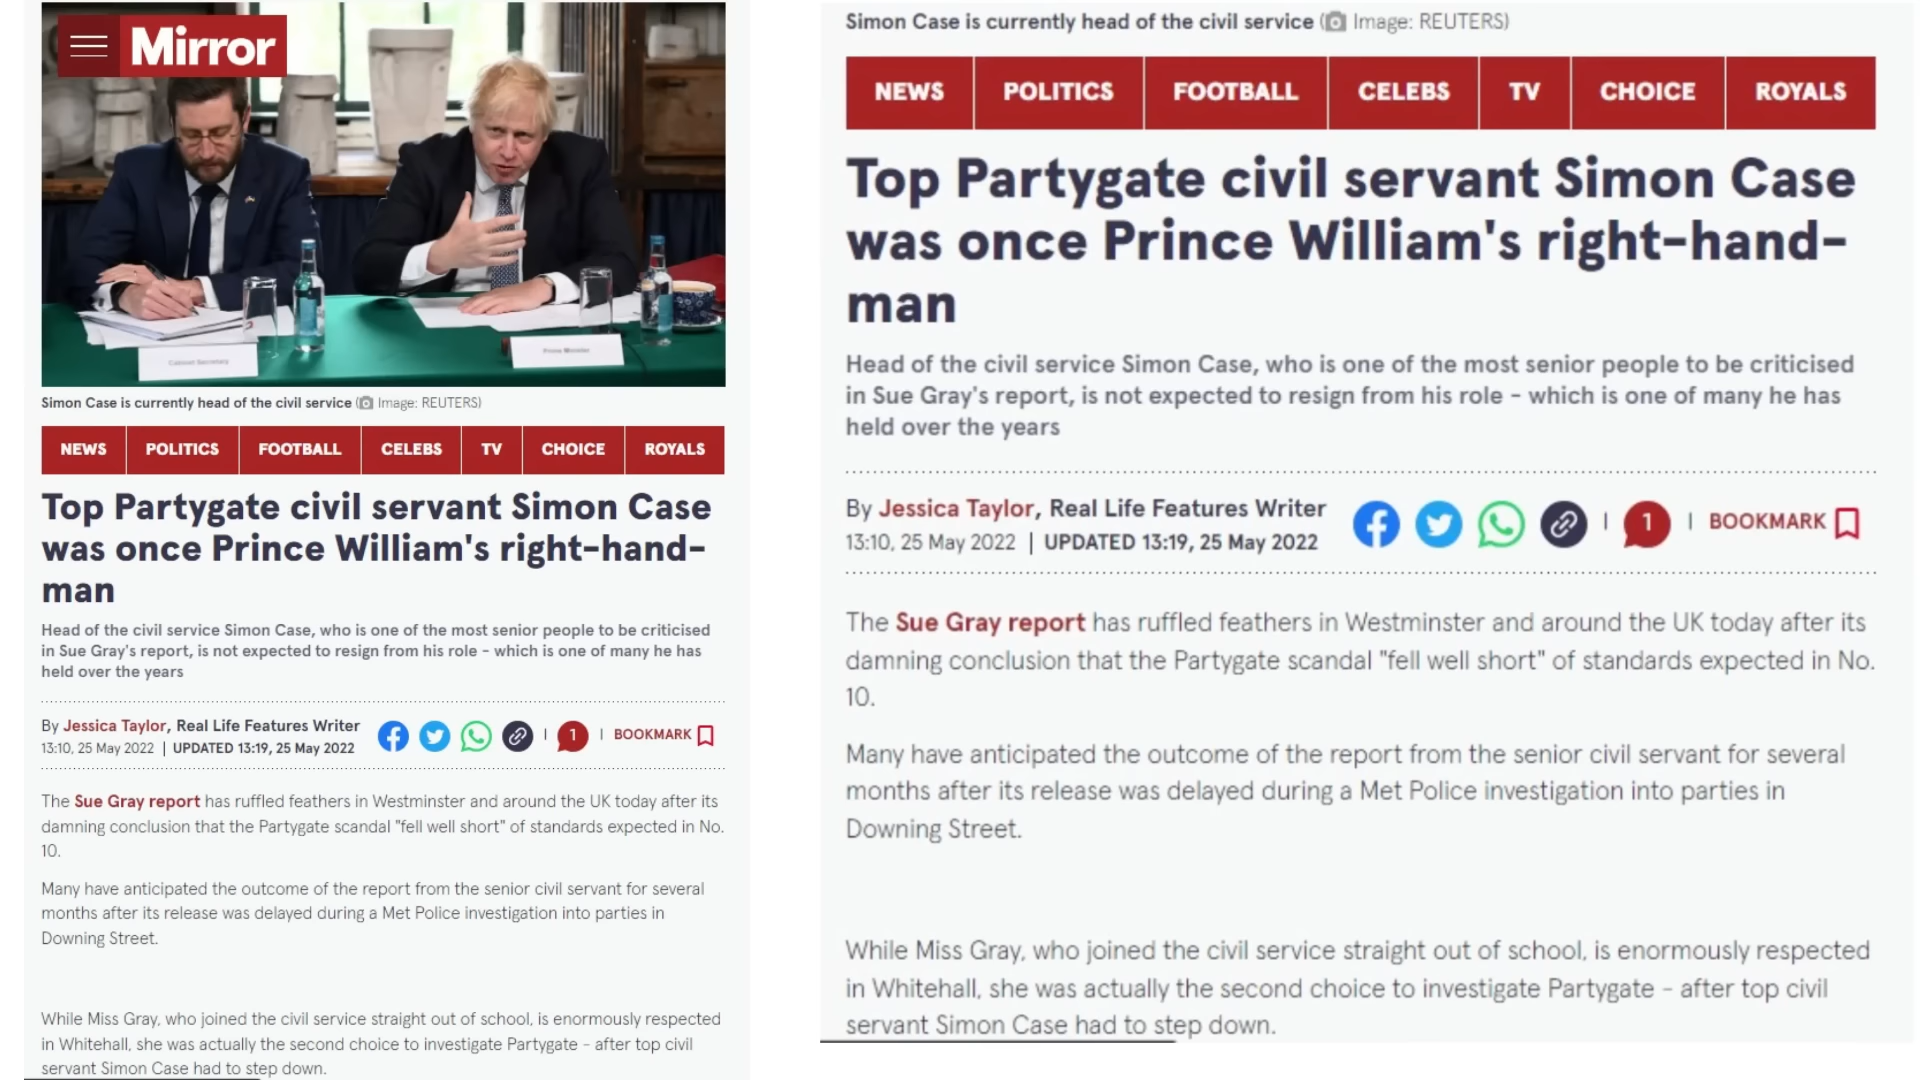 Mirror
Cabinet Secretary
Prime Minister
Simon Case is currently head of the civil service (Image: REUTERS)
NEWS POLITICS FOOTBALL CELEBS TV CHOICE ROYALS
Top Partygate civil servant Simon Case
was once Prince William's right-hand-
man
Head of the civil service Simon Case, who is one of the most senior people to be criticised
in Sue Gray's report, is not expected to resign from his role - which is one of many he has
held over the years
By Jessica Taylor, Real Life Features Writer
13:10, 25 May 2022 | UPDATED 13:19, 25 May 2022
1 | BOOKMARK
The Sue Gray report has ruffled feathers in Westminster and around the UK today after its
damning conclusion that the Partygate scandal "fell well short" of standards expected in No.
10.
Many have anticipated the outcome of the report from the senior civil servant for several
months after its release was delayed during a Met Police investigation into parties in
Downing Street.
While Miss Gray, who joined the civil service straight out of school, is enormously respected
in Whitehall, she was actually the second choice to investigate Partygate - after top civil
servant Simon Case had to step down.
Simon Case is currently head of the civil service (Image: REUTERS)
NEWS POLITICS FOOTBALL CELEBS TV CHOICE ROYALS
Top Partygate civil servant Simon Case
was once Prince William's right-hand-
man
Head of the civil service Simon Case, who is one of the most senior people to be criticised
in Sue Gray's report, is not expected to resign from his role - which is one of many he has
held over the years
By Jessica Taylor, Real Life Features Writer
13:10, 25 May 2022 | UPDATED 13:19, 25 May 2022
1 | BOOKMARK
The Sue Gray report has ruffled feathers in Westminster and around the UK today after its
damning conclusion that the Partygate scandal "fell well short" of standards expected in No.
10.
Many have anticipated the outcome of the report from the senior civil servant for several
months after its release was delayed during a Met Police investigation into parties in
Downing Street.
While Miss Gray, who joined the civil service straight out of school, is enormously respected
in Whitehall, she was actually the second choice to investigate Partygate - after top civil
servant Simon Case had to step down.